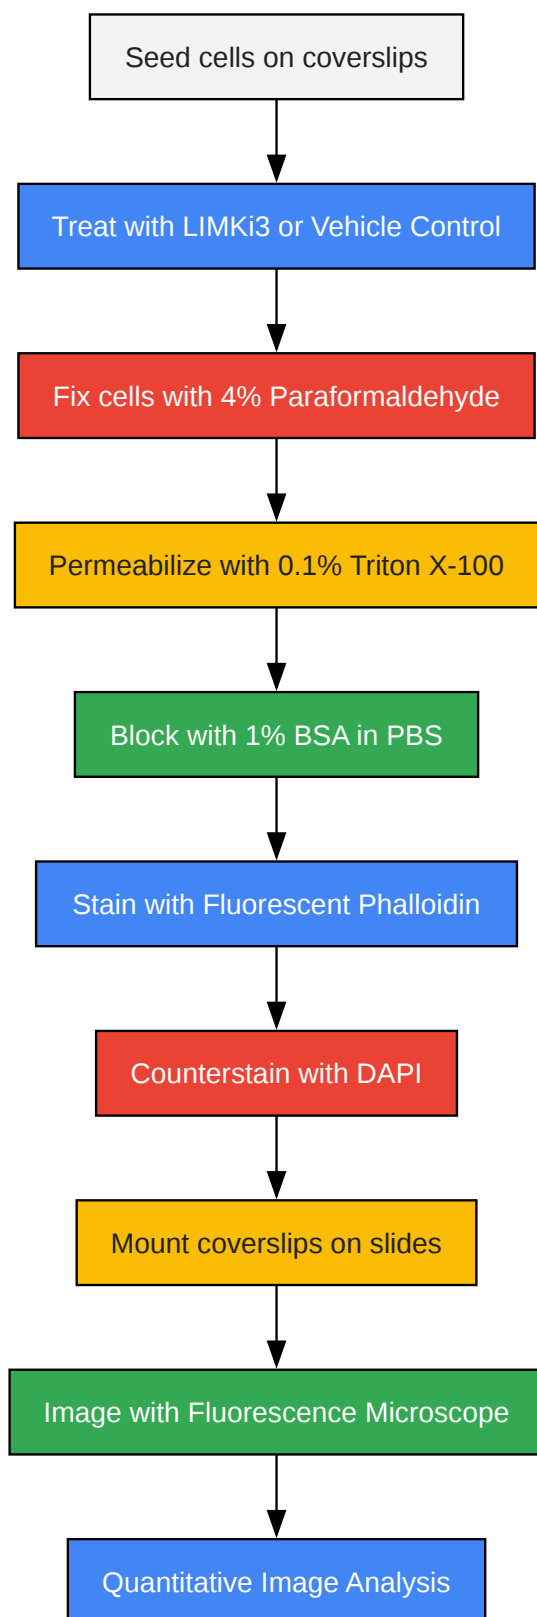 Seed cells on coverslips
Treat with LIMKi3 or Vehicle Control
Fix cells with 4% Paraformaldehyde
Permeabilize with 0.1% Triton X-100
Block with 1% BSA in PBS
Stain with Fluorescent Phalloidin
Counterstain with DAPI
Mount coverslips on slides
Image with Fluorescence Microscope
Quantitative Image Analysis